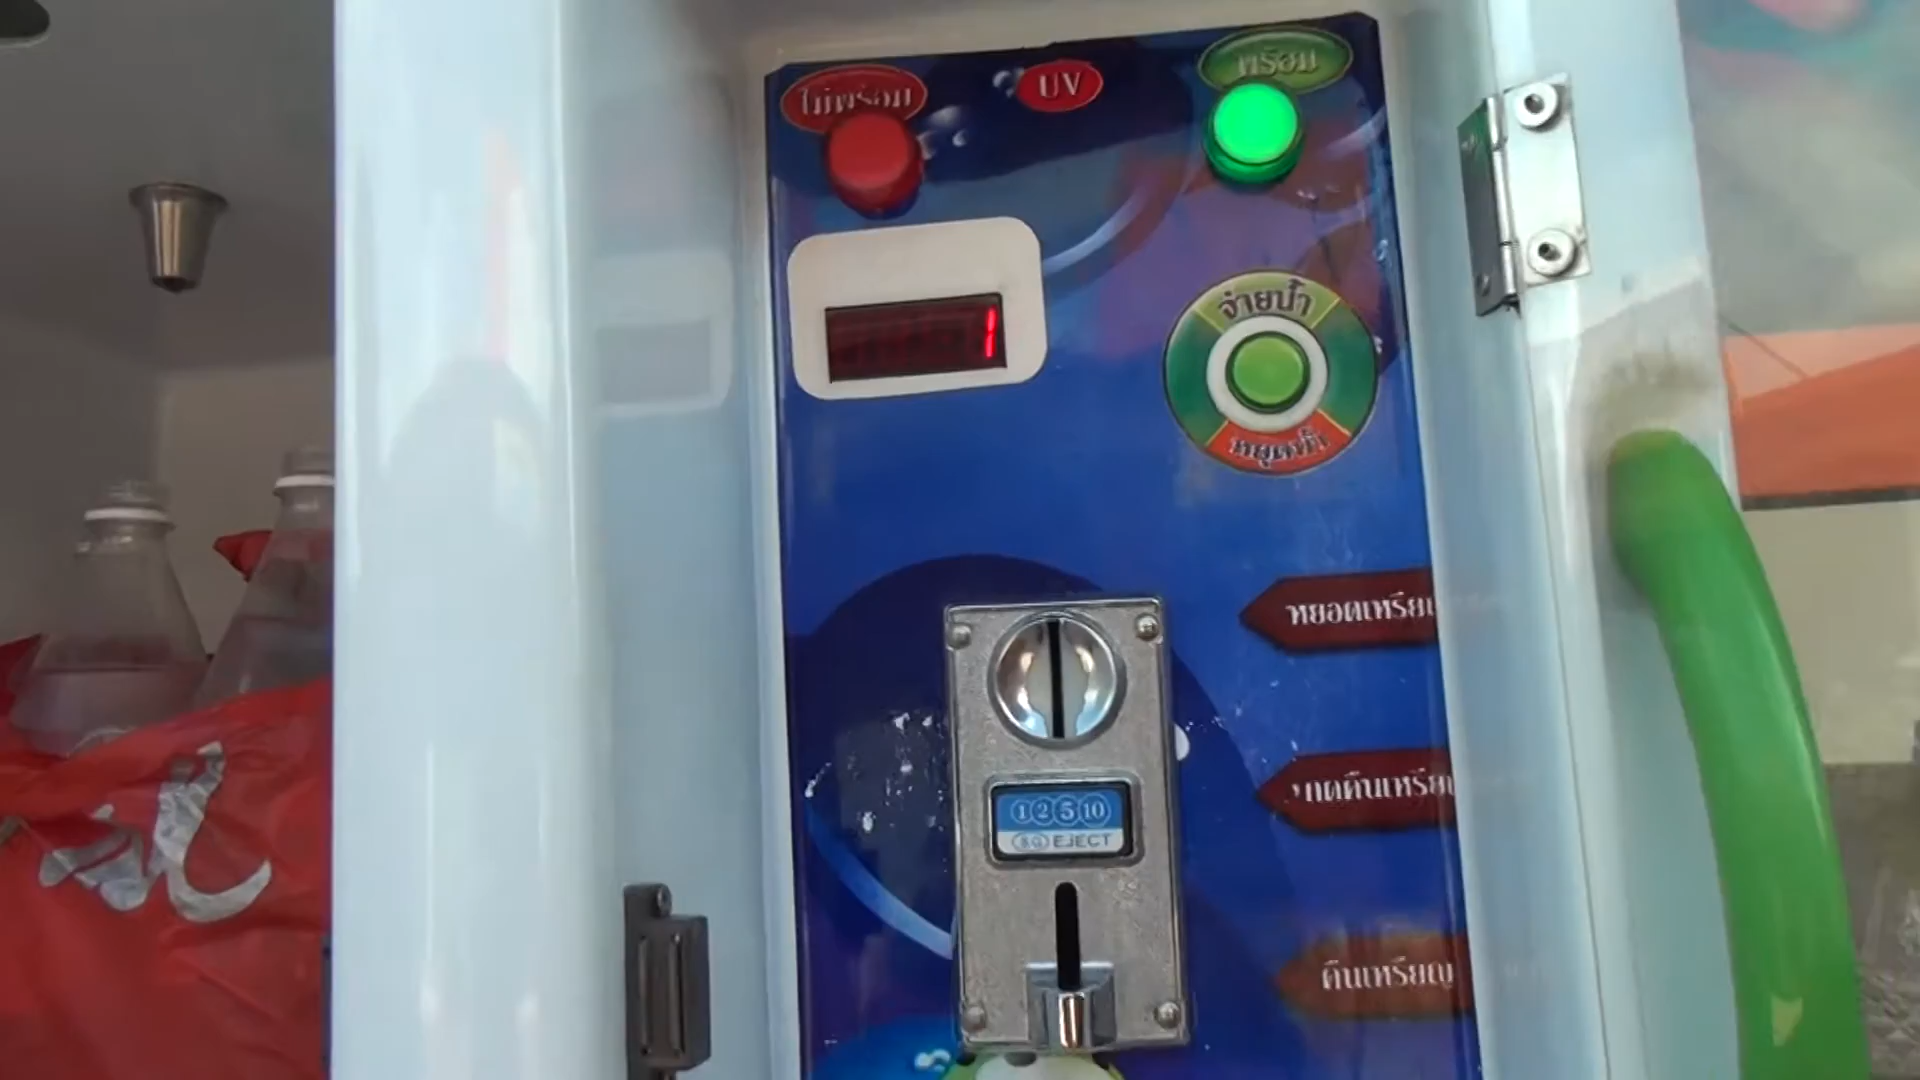 ไม่พร้อม
UV
พร้อม
1
จ่ายน้ำ
หยุดน้ำ
หยอดเหรียญ
1 2 5 10
EJECT
กดคืนเหรียญ
คืนเหรียญ